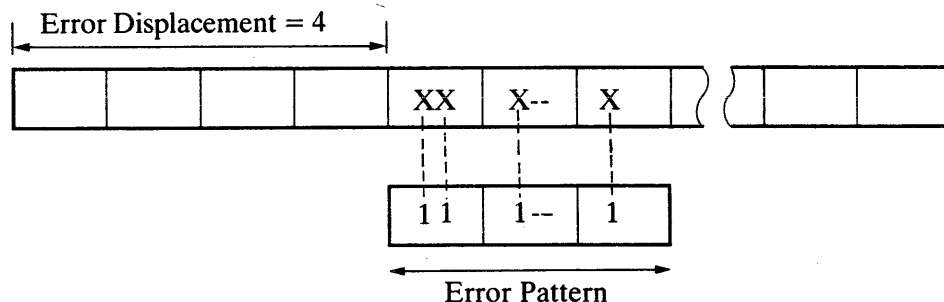 Error Displacement = 4
XX X-- X
1 1 1-- 1
Error Pattern